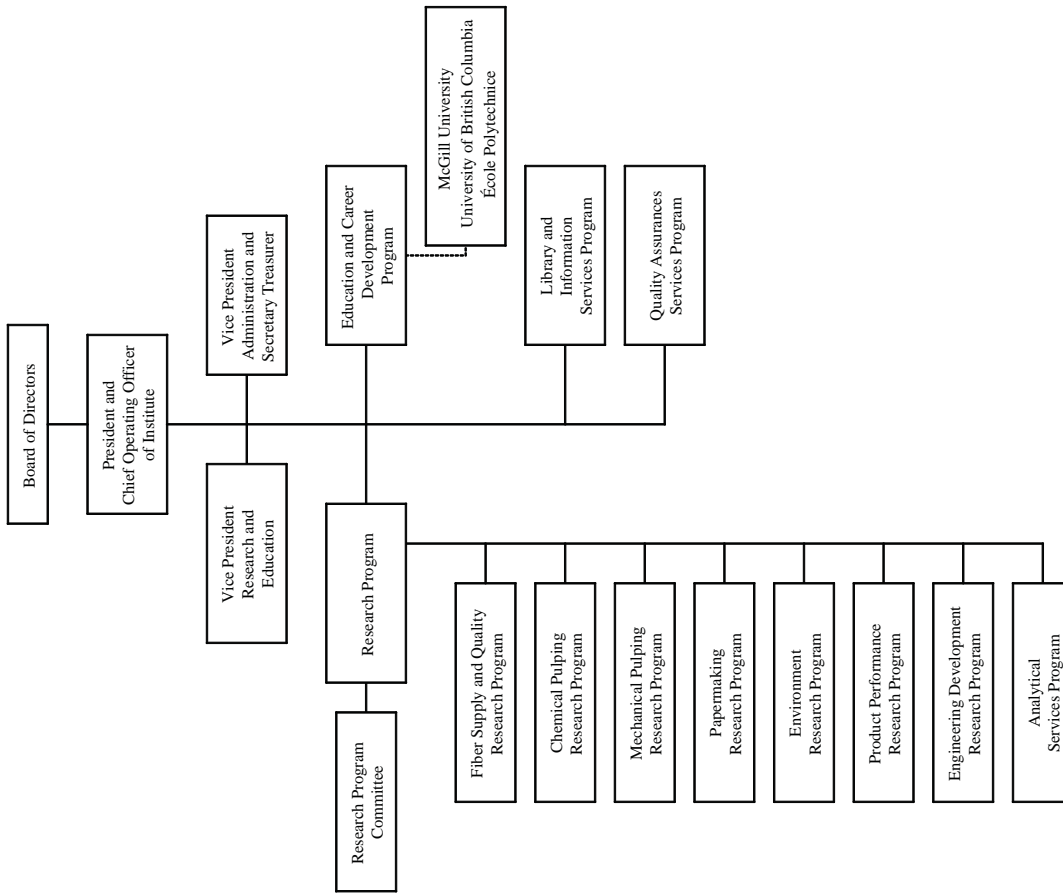 Board of Directors
President and
Chief Operating Officer
of Institute
Vice President
Research and
Education
Vice President
Administration and
Secretary Treasurer
Research Program
Committee
Research Program
Education and Career
Development
Program
McGill University
University of British Columbia
École Polytechnice
Fiber Supply and Quality
Research Program
Chemical Pulping
Research Program
Mechanical Pulping
Research Program
Papermaking
Research Program
Environment
Research Program
Product Performance
Research Program
Engineering Development
Research Program
Analytical
Services Program
Library and
Information
Services Program
Quality Assurances
Services Program